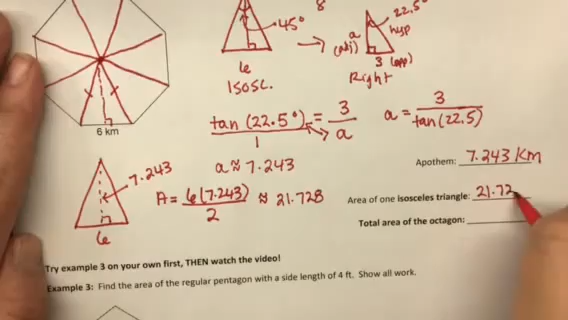 8
45°
22.5°
a
(adj)
hyp
6
3 (opp)
Isosc.
Right
6 km
tan (22.5°) = 3
1 a
a = 3
tan(22.5)
7.243
a ≈ 7.243
Apothem: 7.243 km
A = 6(7.243) ≈ 21.728
2
Area of one isosceles triangle: 21.72
6
Total area of the octagon:
Try example 3 on your own first, THEN watch the video!
Example 3: Find the area of the regular pentagon with a side length of 4 ft. Show all work.